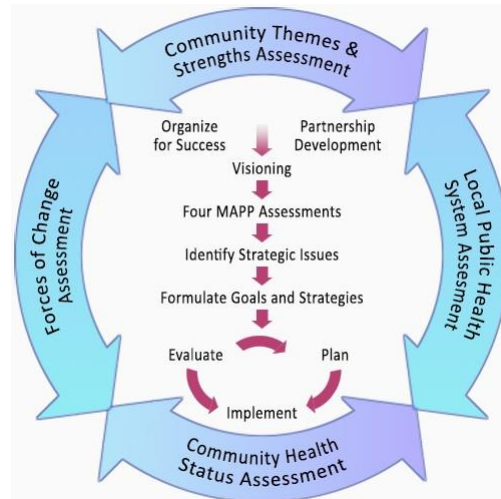 Community Themes &
Strengths Assessment
Organize
for Success
Partnership
Development
Visioning
Four MAPP Assessments
Identify Strategic Issues
Formulate Goals and Strategies
Evaluate
Plan
Implement
Forces of Change
Assessment
Local Public Health
System Assessment
Community Health
Status Assessment